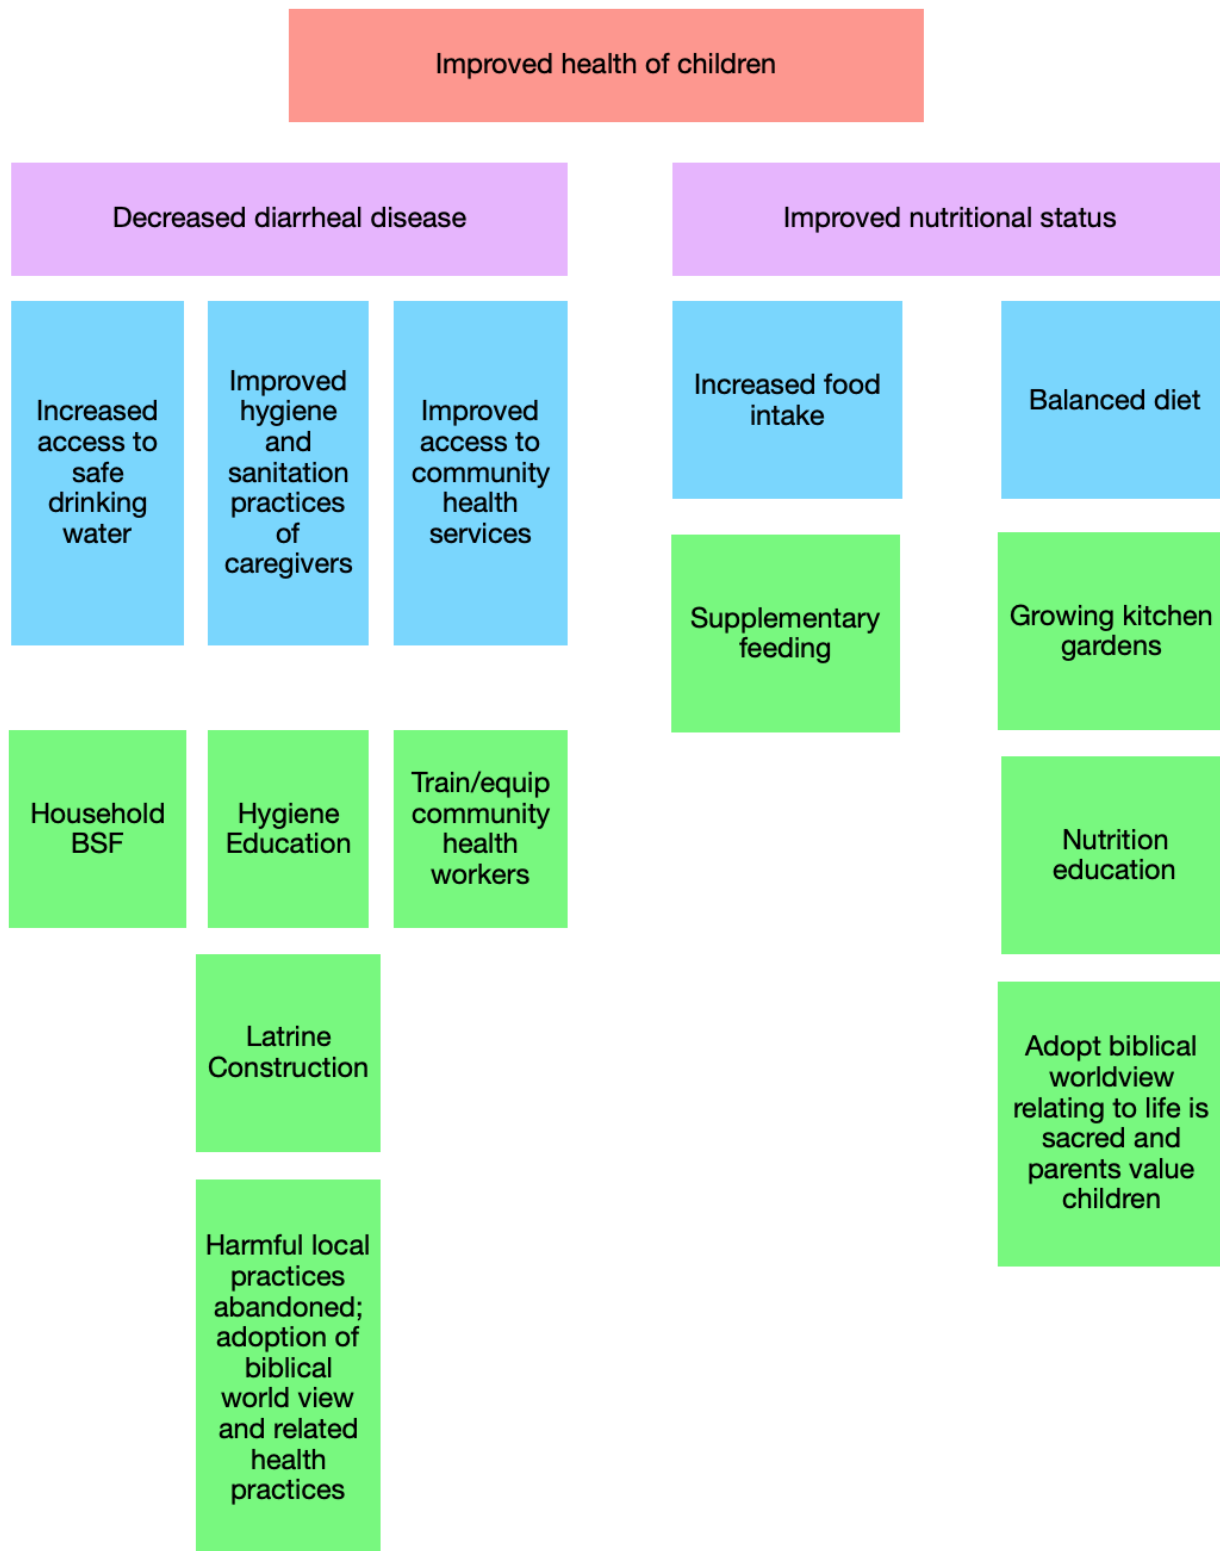 Improved health of children
Decreased diarrheal disease
Improved nutritional status
Increased
access to
safe
drinking
water
Improved
hygiene
and
sanitation
practices
of
caregivers
Improved
access to
community
health
services
Increased food
intake
Balanced diet
Supplementary
feeding
Growing kitchen
gardens
Household
BSF
Hygiene
Education
Train/equip
community
health
workers
Nutrition
education
Latrine
Construction
Adopt biblical
worldview
relating to life is
sacred and
parents value
children
Harmful local
practices
abandoned;
adoption of
biblical
world view
and related
health
practices